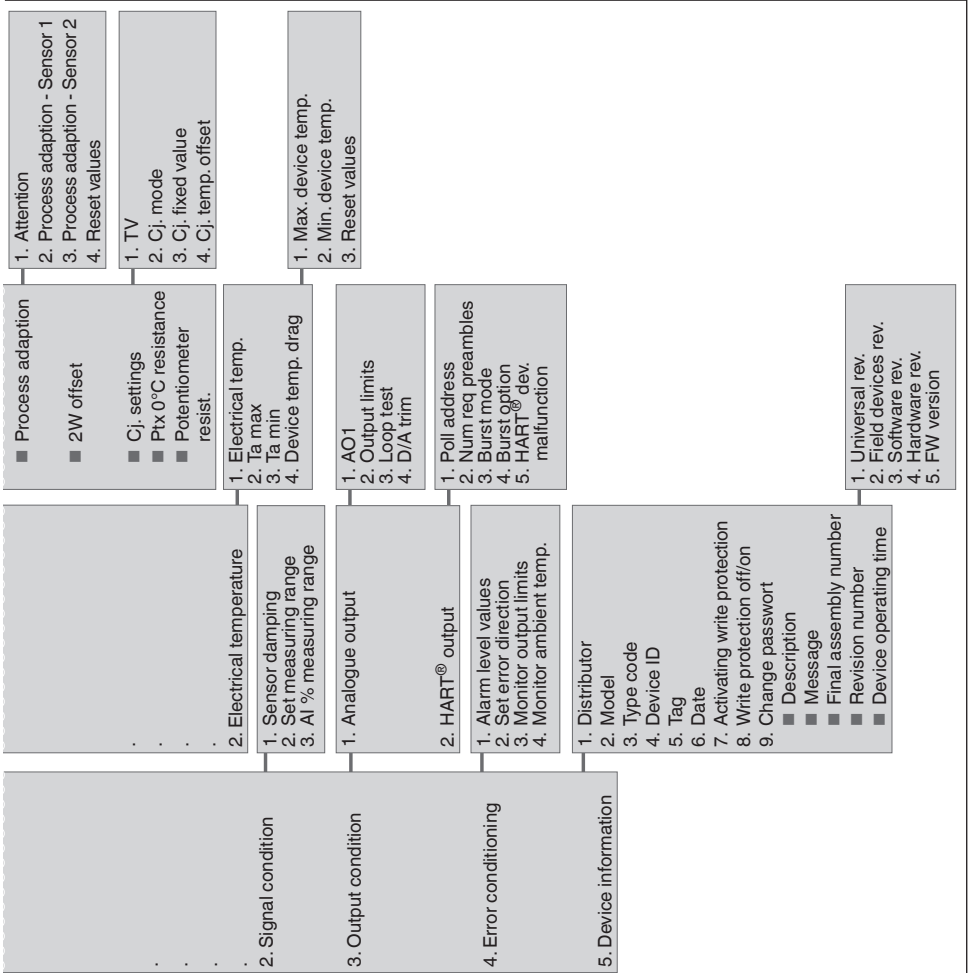 .
.
.
.
2. Signal condition
3. Output condition
4. Error conditioning
5. Device information
.
.
.
.
2. Electrical temperature
1. Sensor damping
2. Set measuring range
3. AI % measuring range
1. Analogue output
2. HART® output
1. Alarm level values
2. Set error direction
3. Monitor output limits
4. Monitor ambient temp.
1. Distributor
2. Model
3. Type code
4. Device ID
5. Tag
6. Date
7. Activating write protection
8. Write protection off/on
9. Change passwort
■ Description
■ Message
■ Final assembly number
■ Revision number
■ Device operating time
■ Process adaption
■ 2W offset
■ Cj. settings
■ Ptx 0°C resistance
■ Potentiometer
resist.
1. Electrical temp.
2. Ta max
3. Ta min
4. Device temp. drag
1. AO1
2. Output limits
3. Loop test
4. D/A trim
1. Poll address
2. Num req preambles
3. Burst mode
4. Burst option
5. HART® dev.
malfunction
1. Universal rev.
2. Field devices rev.
3. Software rev.
4. Hardware rev.
5. FW version
1. Attention
2. Process adaption - Sensor 1
3. Process adaption - Sensor 2
4. Reset values
1. TV
2. Cj. mode
3. Cj. fixed value
4. Cj. temp. offset
1. Max. device temp.
2. Min. device temp.
3. Reset values